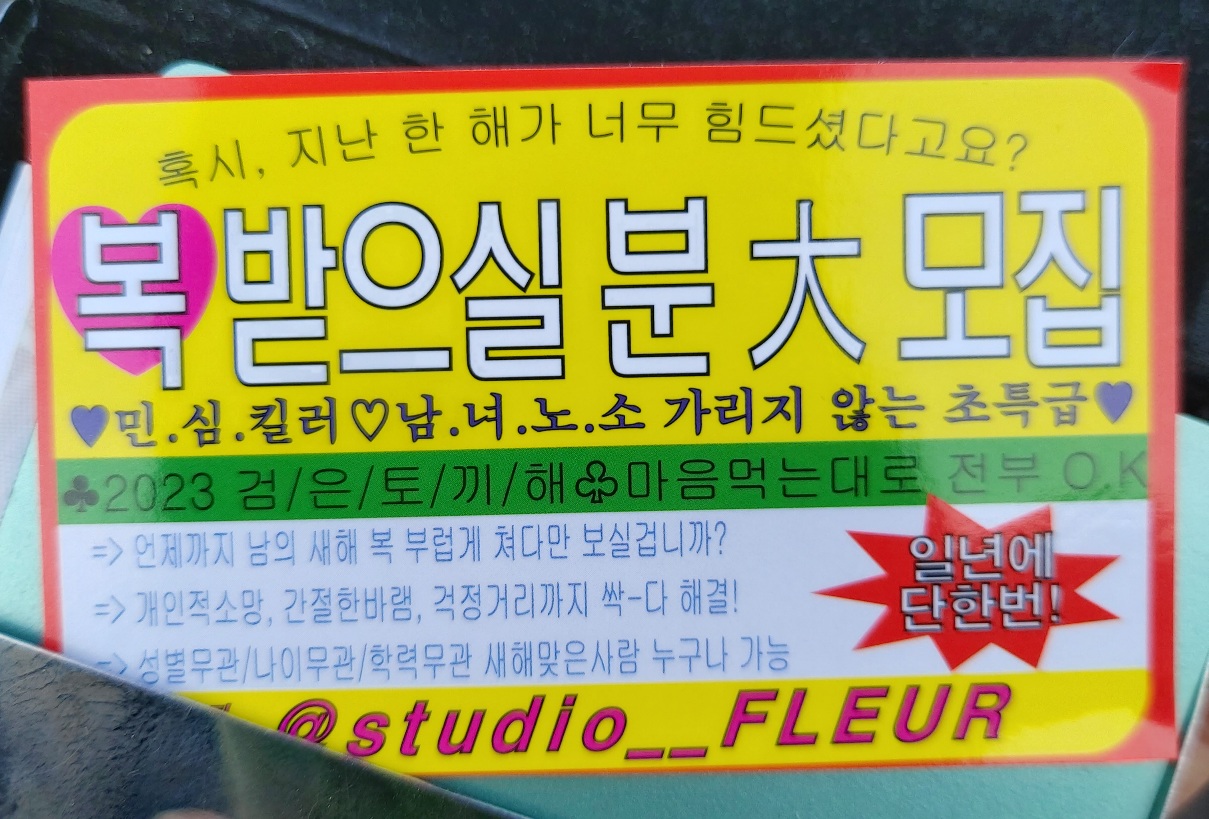 혹시, 지난 한 해가 너무 힘드셨다고요?
복 받으실 분 大 모집
♥민.심.킬러♡남.녀.노.소 가리지 않는 초특급♥
♣2023 검/은/토/끼/해♧마음먹는대로 전부 O.K
=> 언제까지 남의 새해 복 부럽게 쳐다만 보실겁니까?
=> 개인적소망, 간절한바램, 걱정거리까지 싹-다 해결!
=> 성별무관/나이무관/학력무관 새해맞은사람 누구나 가능
일년에
단한번!
@studio__FLEUR